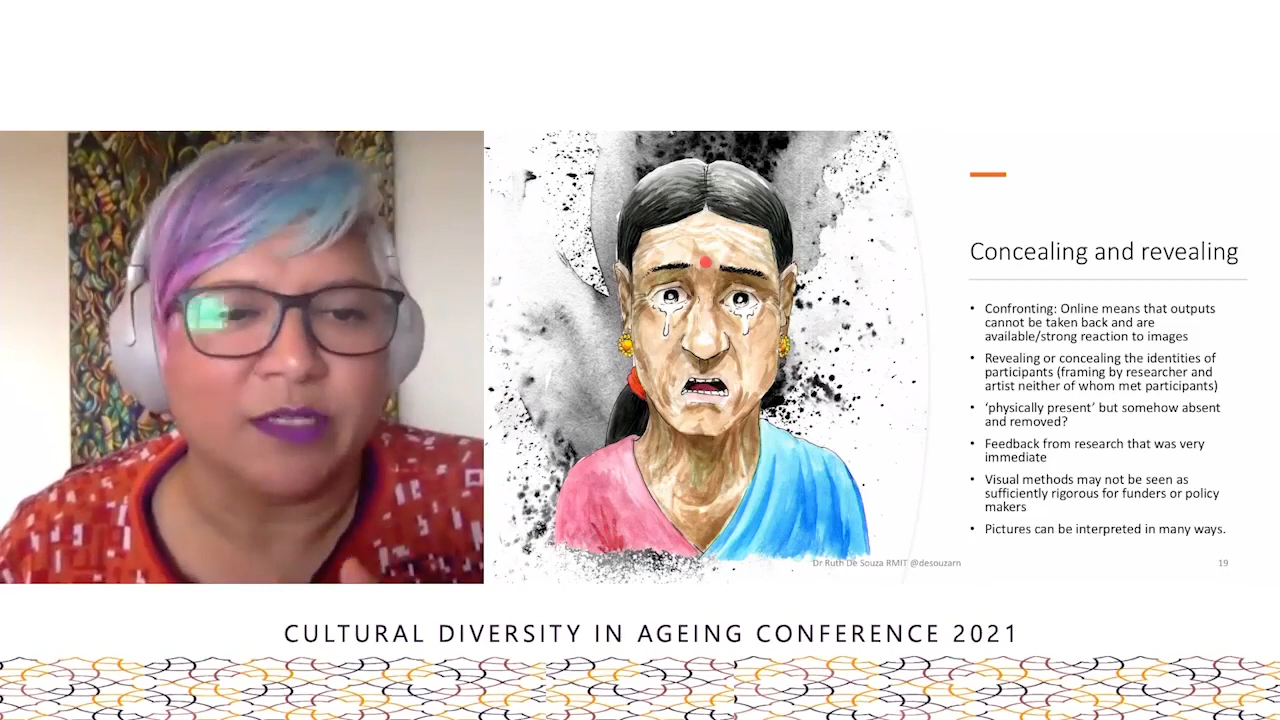 Concealing and revealing
• Confronting: Online means that outputs
cannot be taken back and are
available/strong reaction to images
• Revealing or concealing the identities of
participants (framing by researcher and
artist neither of whom met participants)
• ‘physically present’ but somehow absent
and removed?
• Feedback from research that was very
immediate
• Visual methods may not be seen as
sufficiently rigorous for funders or policy
makers
• Pictures can be interpreted in many ways.
Dr Ruth De Souza RMIT @desouzarn
19
CULTURAL DIVERSITY IN AGEING CONFERENCE 2021